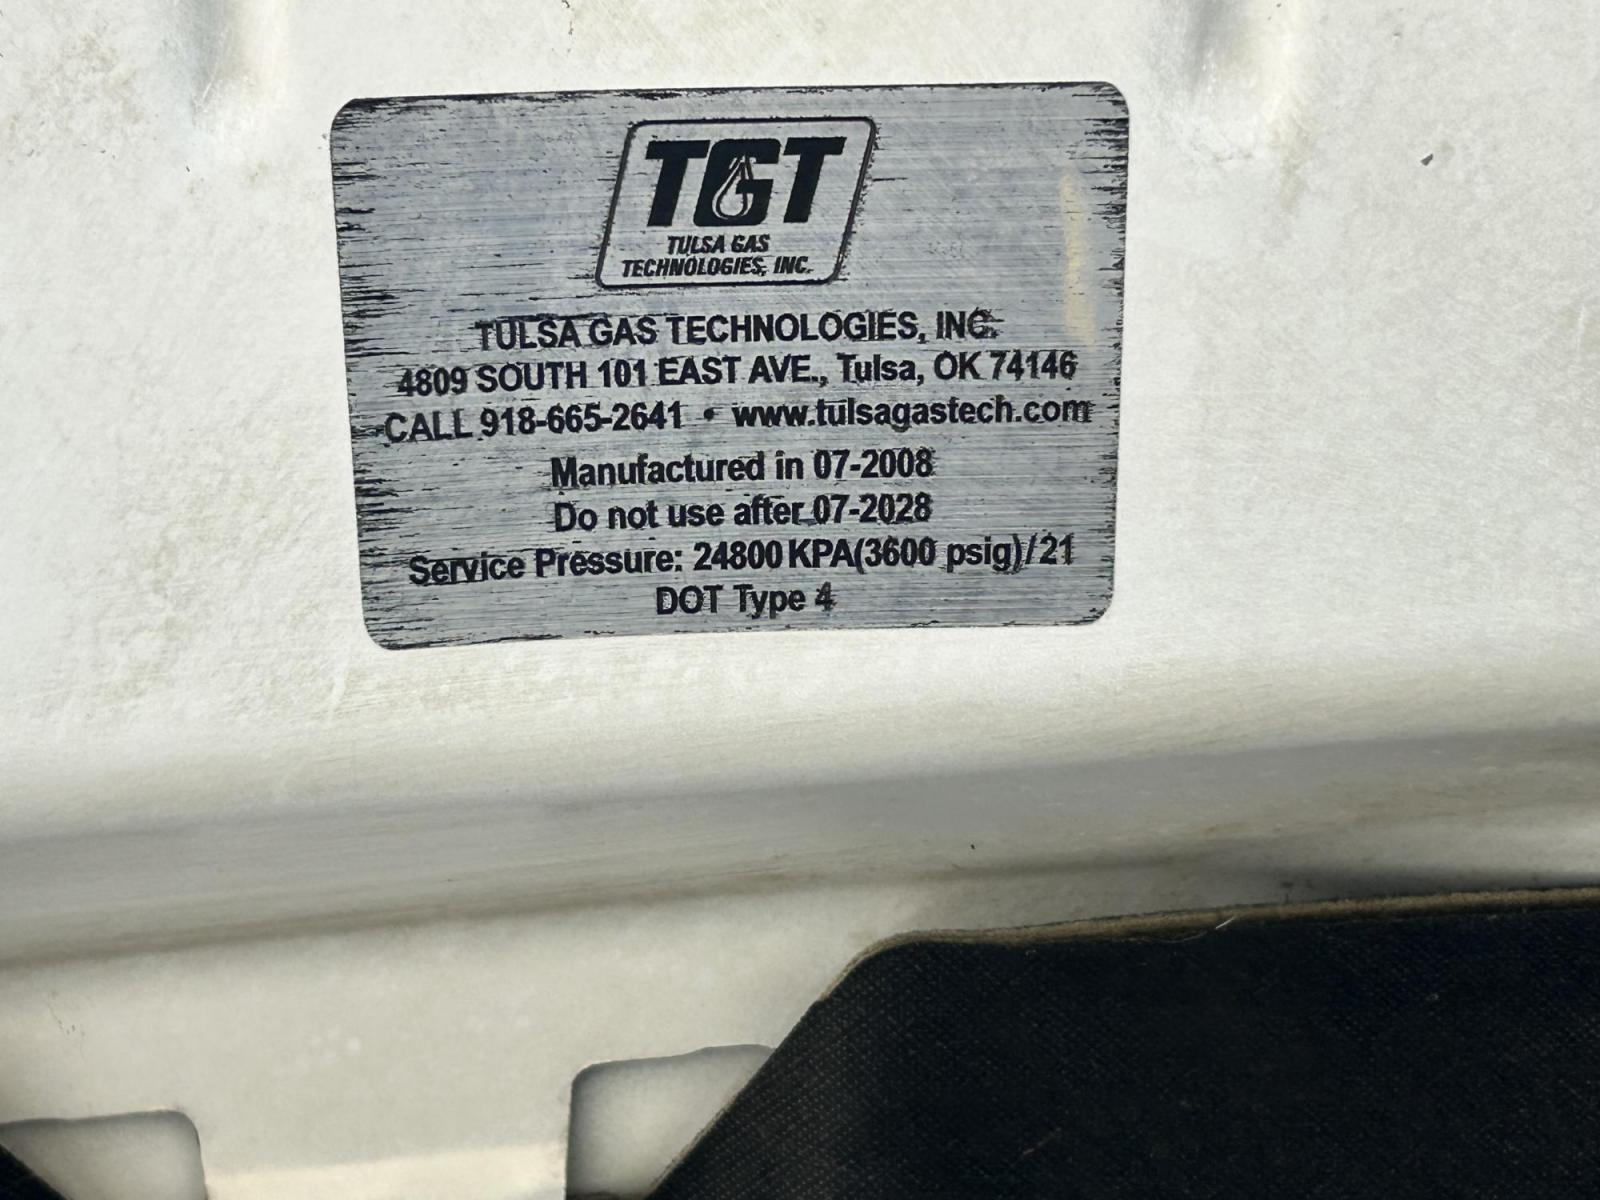 TGT
TULSA GAS
TECHNOLOGIES, INC.
TULSA GAS TECHNOLOGIES, INC.
4809 SOUTH 101 EAST AVE., Tulsa, OK 74146
CALL 918-665-2641 • www.tulsagastech.com
Manufactured in 07-2008
Do not use after 07-2028
Service Pressure: 24800 KPA(3600 psig)/21
DOT Type 4